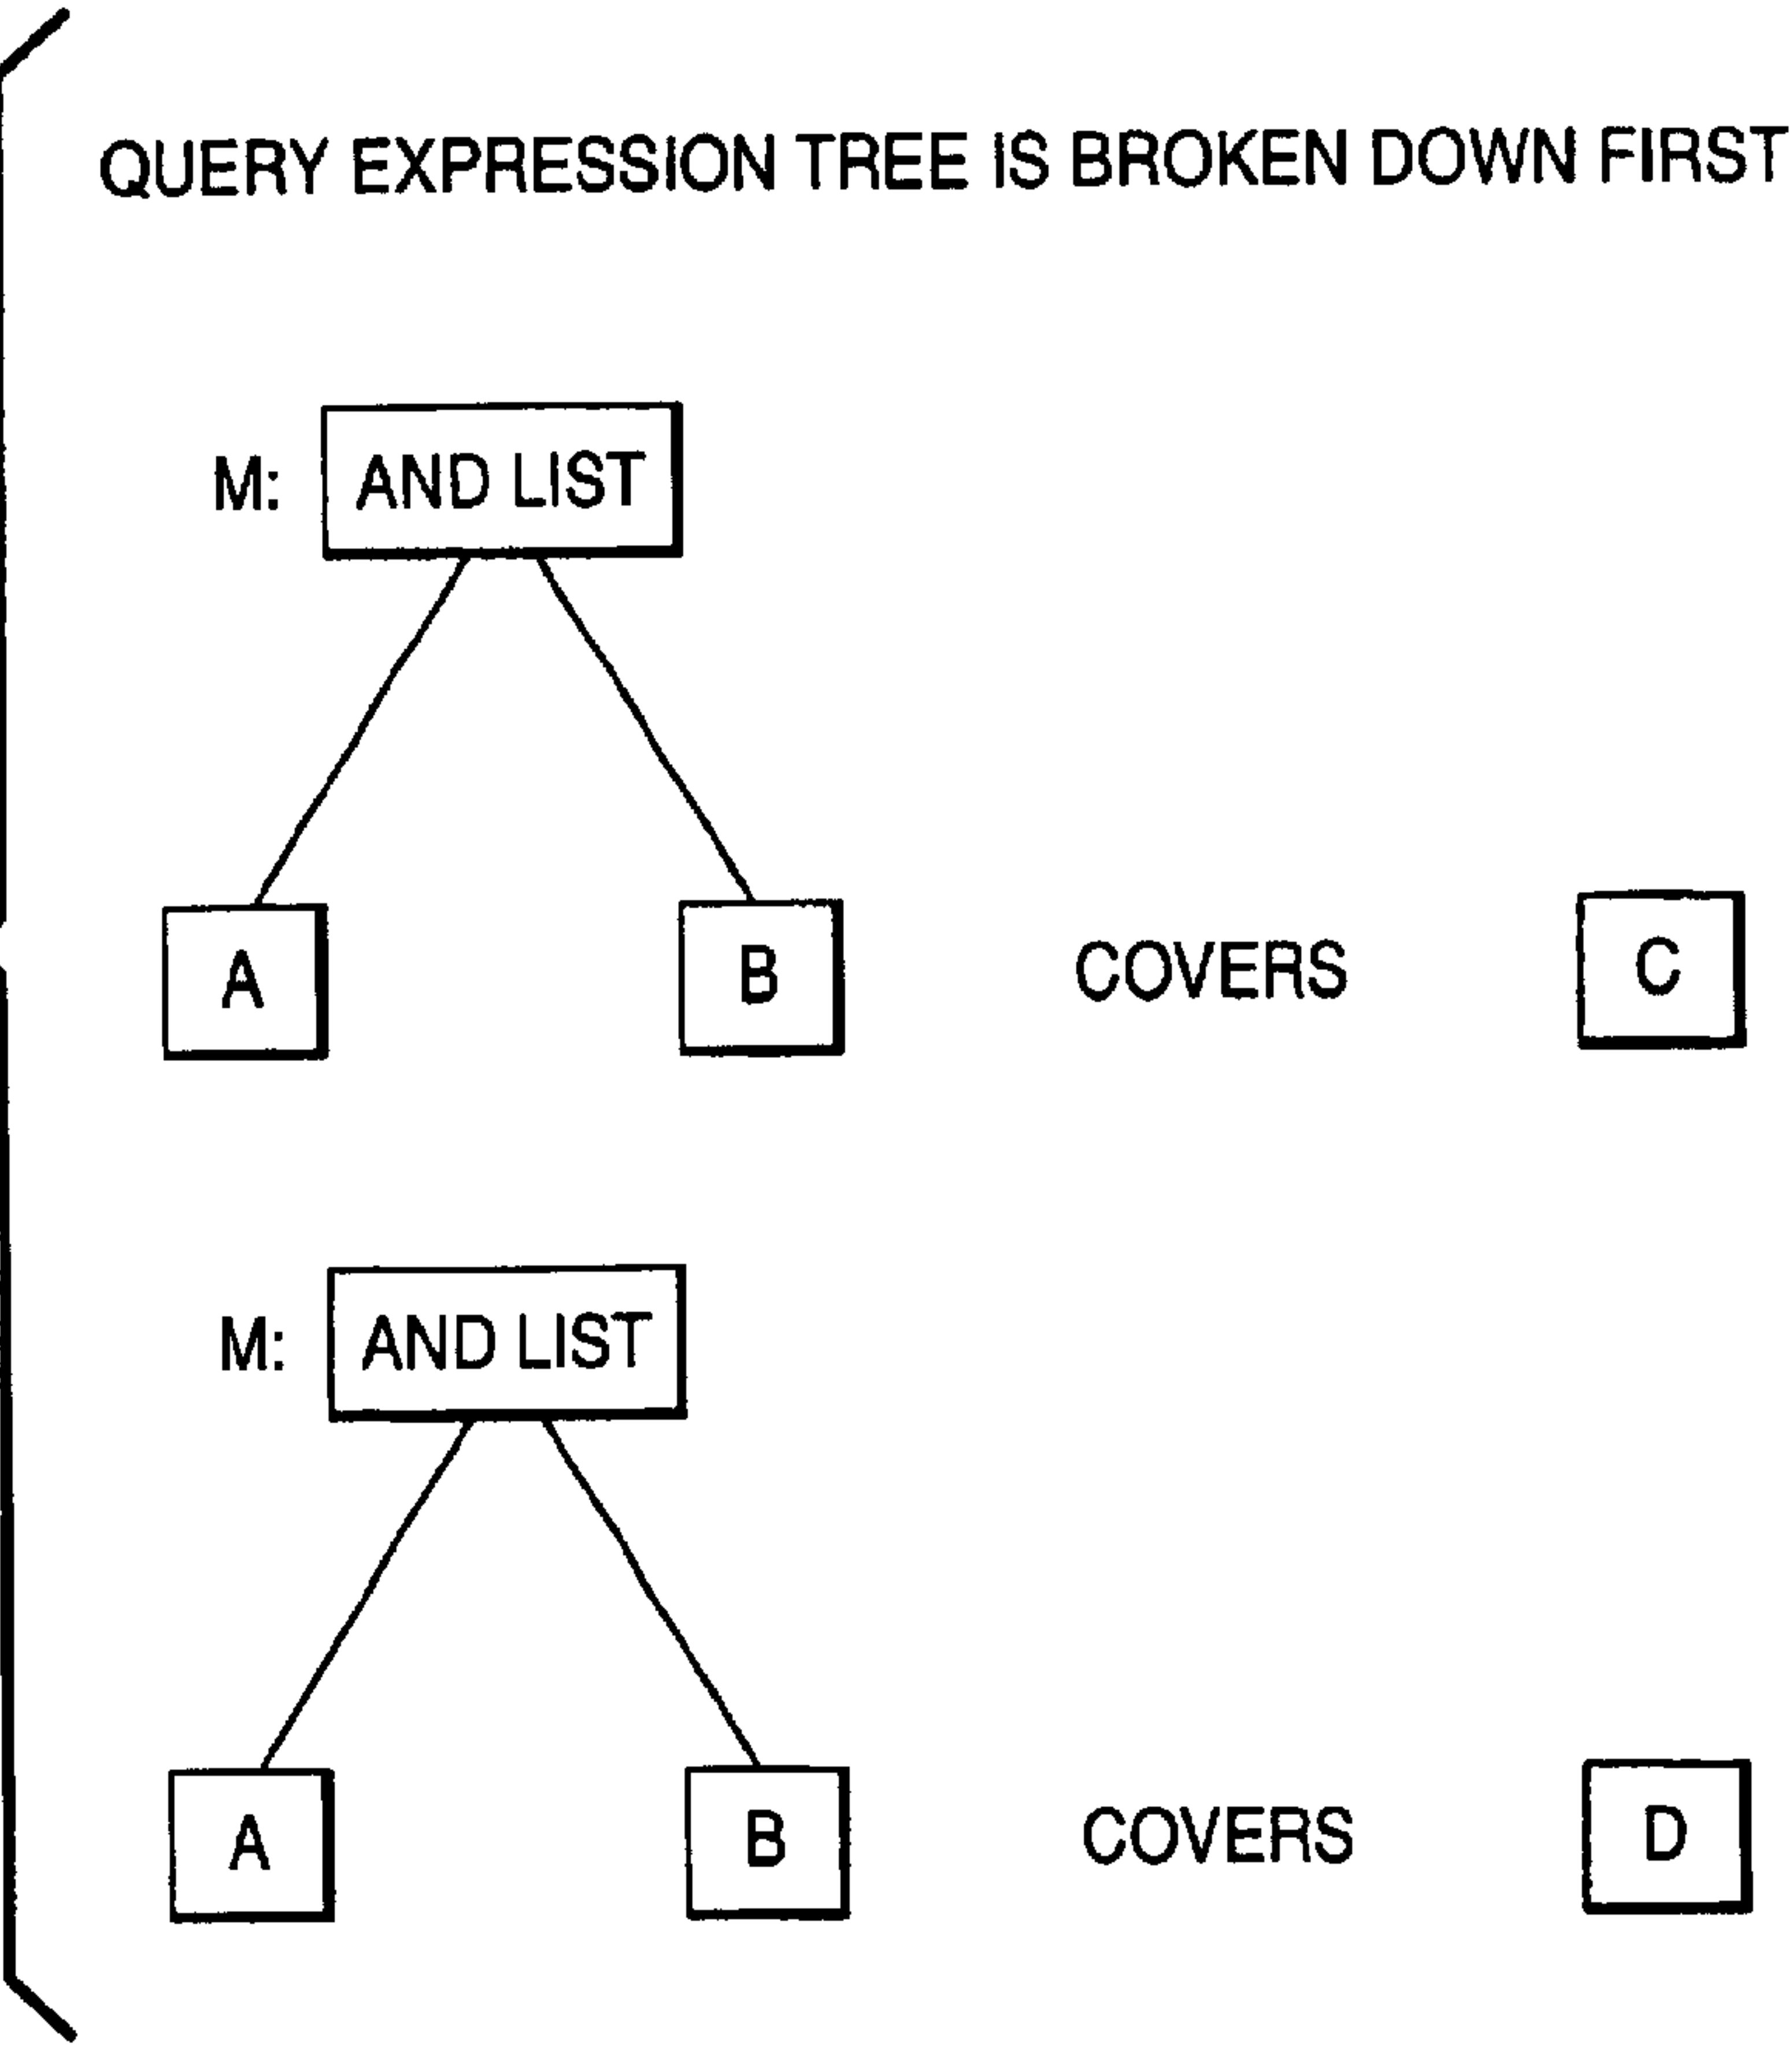 QUERY EXPRESSION TREE IS BROKEN DOWN FIRST
M: AND LIST
A B COVERS C
M: AND LIST
A B COVERS D